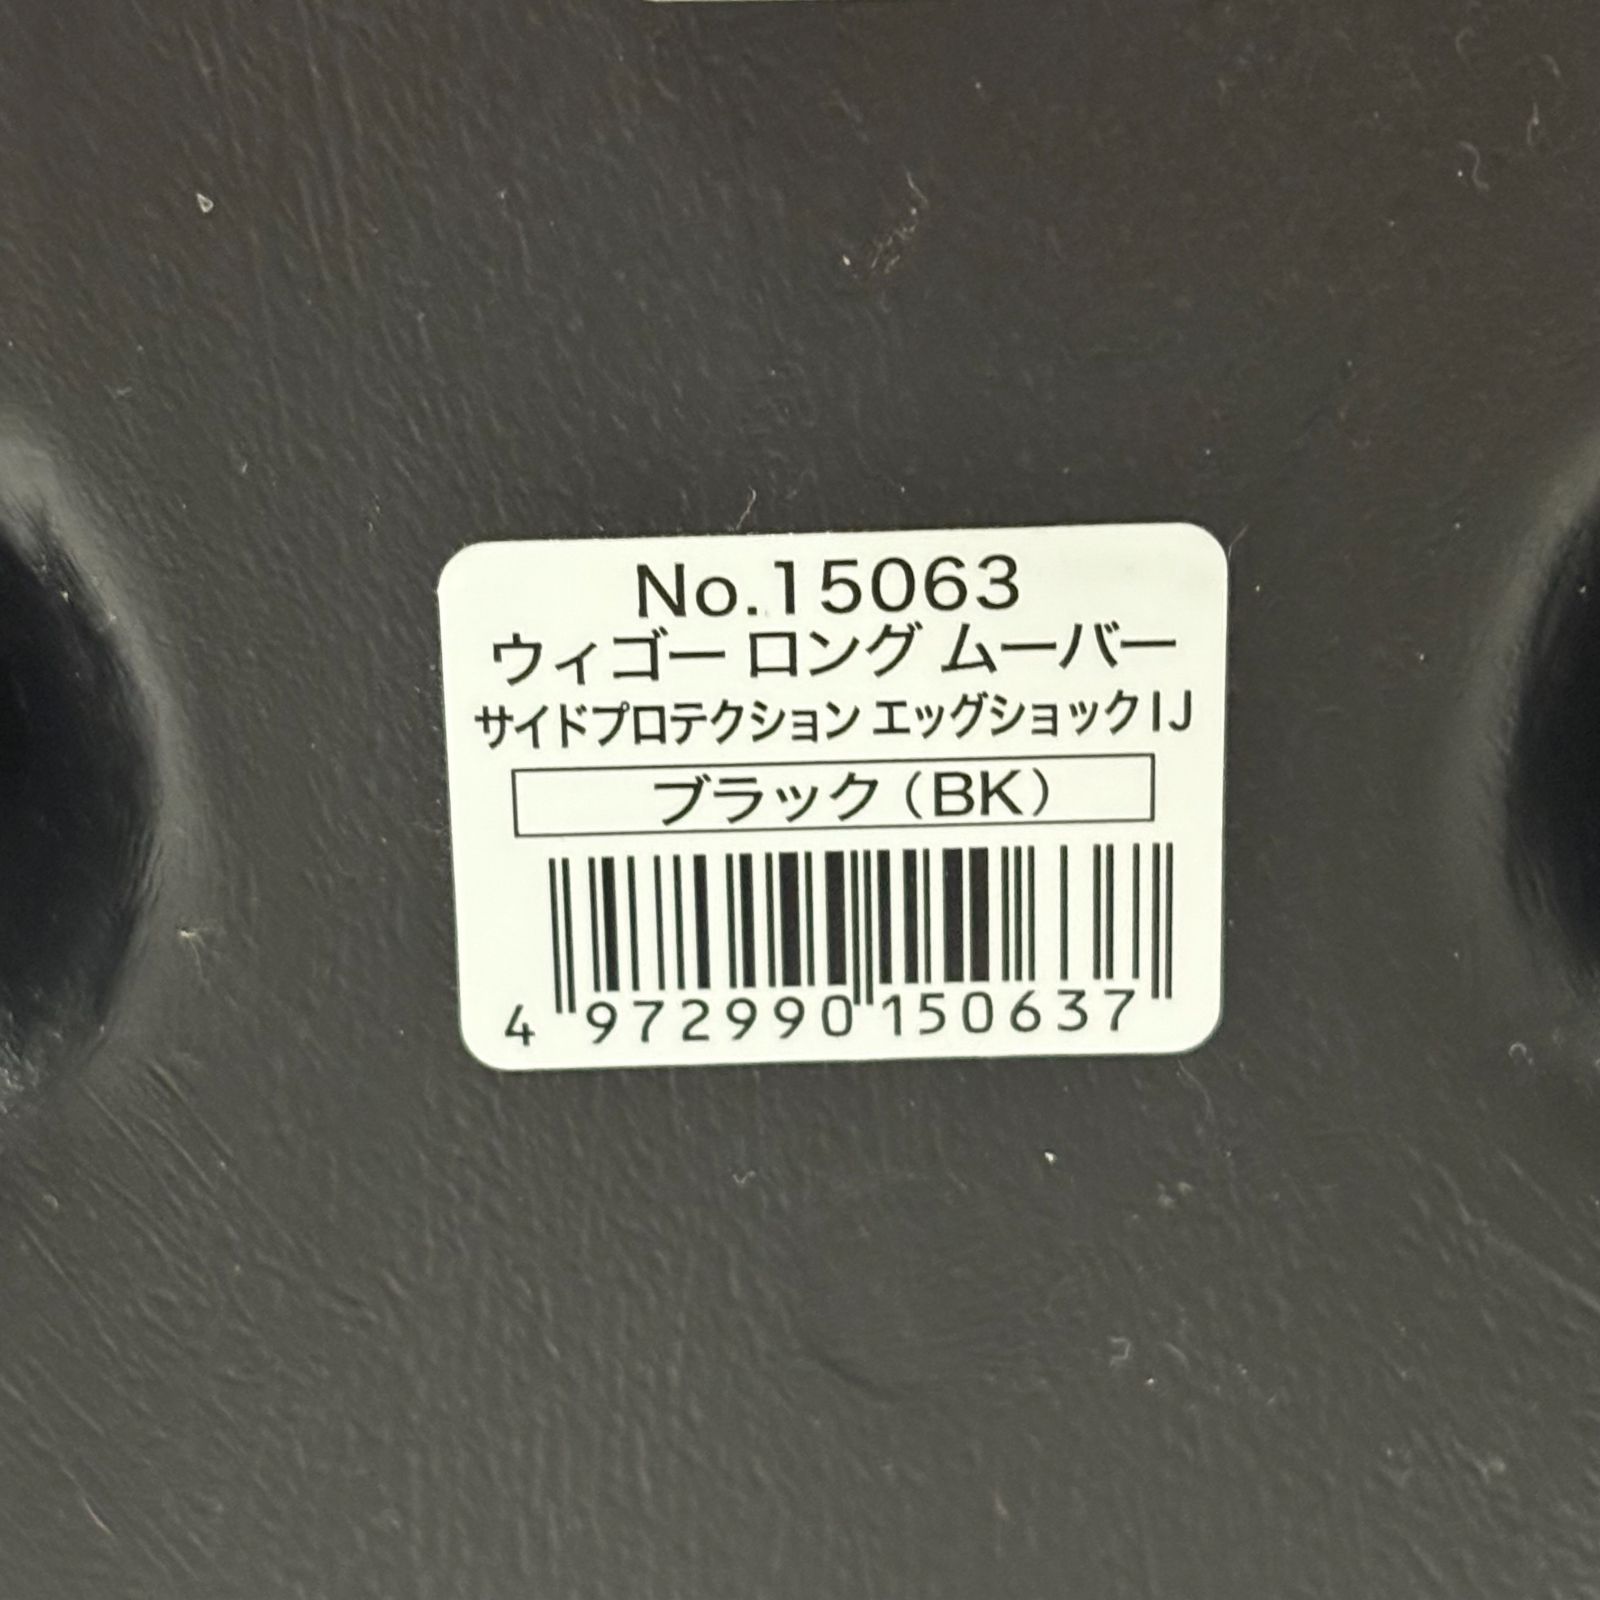 No.15063
ウィゴー ロング ムーバー
サイドプロテクション エッグショックIJ
ブラック（BK）
4 972990 150637